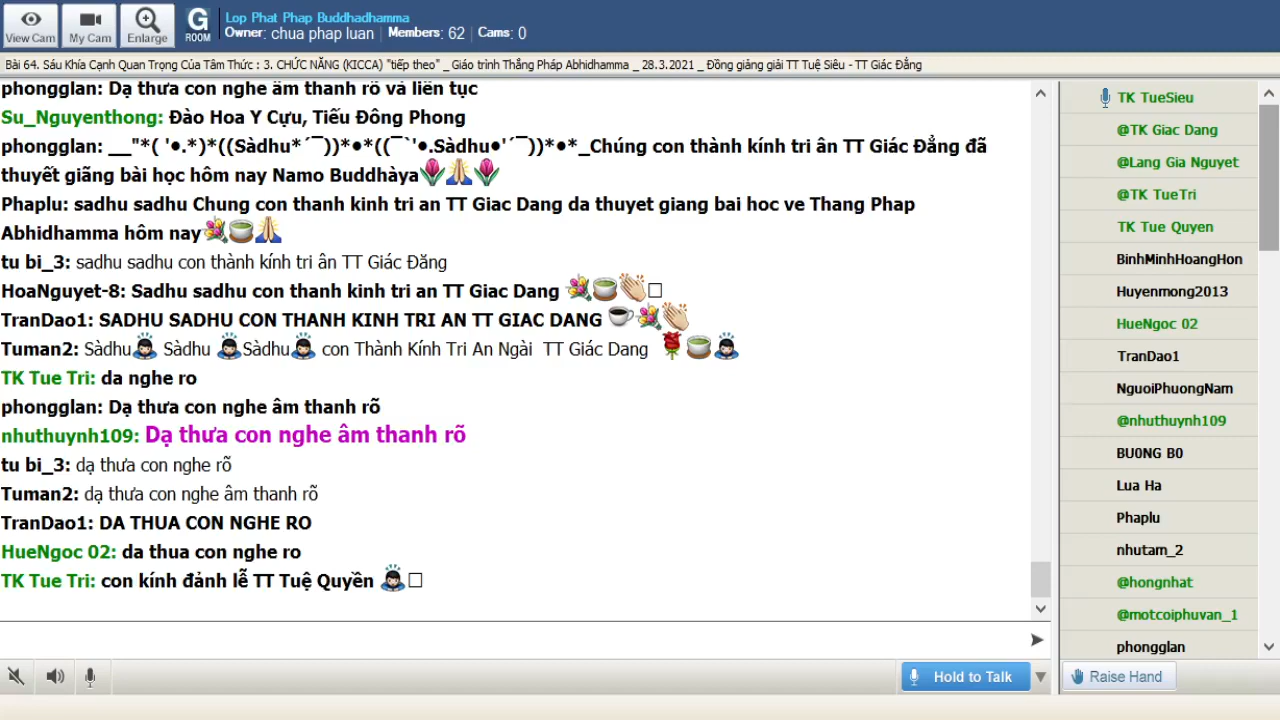 View Cam
My Cam
Enlarge
G
ROOM
Lop Phat Phap Buddhadhamma
Owner: chua phap luan | Members: 62 | Cams: 0
Bài 64. Sáu Khía Cạnh Quan Trọng Của Tâm Thức : 3. CHỨC NĂNG (KICCA) "tiếp theo" _ Giáo trình Thắng Pháp Abhidhamma _ 28.3.2021 _ Đồng giảng giải TT Tuệ Siêu - TT Giác Đẳng
phongglan: Dạ thưa con nghe âm thanh rõ và liên tục
Su_Nguyenthong: Đào Hoa Y Cựu, Tiếu Đông Phong
phongglan: __"*( '•.*)*((Sàdhu*´¯))*•*((¯`'•.Sàdhu•'´¯))*•*_Chúng con thành kính tri ân TT Giác Đẳng đã
thuyết giãng bài học hôm nay Namo Buddhàya🌷🙏🌷
Phaplu: sadhu sadhu Chung con thanh kinh tri an TT Giac Dang da thuyet giang bai hoc ve Thang Phap
Abhidhamma hôm nay💐🍵🙏
tu bi_3: sadhu sadhu con thành kính tri ân TT Giác Đăng
HoaNguyet-8: Sadhu sadhu con thanh kinh tri an TT Giac Dang 💐🍵👏□
TranDao1: SADHU SADHU CON THANH KINH TRI AN TT GIAC DANG ☕💐👏
Tuman2: Sàdhu🙇 Sàdhu 🙇Sàdhu🙇 con Thành Kính Tri An Ngài TT Giác Dang 🌹🍵🙇
TK Tue Tri: da nghe ro
phongglan: Dạ thưa con nghe âm thanh rõ
nhuthuynh109: Dạ thưa con nghe âm thanh rõ
tu bi_3: dạ thưa con nghe rõ
Tuman2: dạ thưa con nghe âm thanh rõ
TranDao1: DA THUA CON NGHE RO
HueNgoc 02: da thua con nghe ro
TK Tue Tri: con kính đảnh lễ TT Tuệ Quyền 🙇□
TK TueSieu
@TK Giac Dang
@Lang Gia Nguyet
@TK TueTri
TK Tue Quyen
BinhMinhHoangHon
Huyenmong2013
HueNgoc 02
TranDao1
NguoiPhuongNam
@nhuthuynh109
BU0NG B0
Lua Ha
Phaplu
nhutam_2
@hongnhat
@motcoiphuvan_1
phongglan
Hold to Talk
Raise Hand